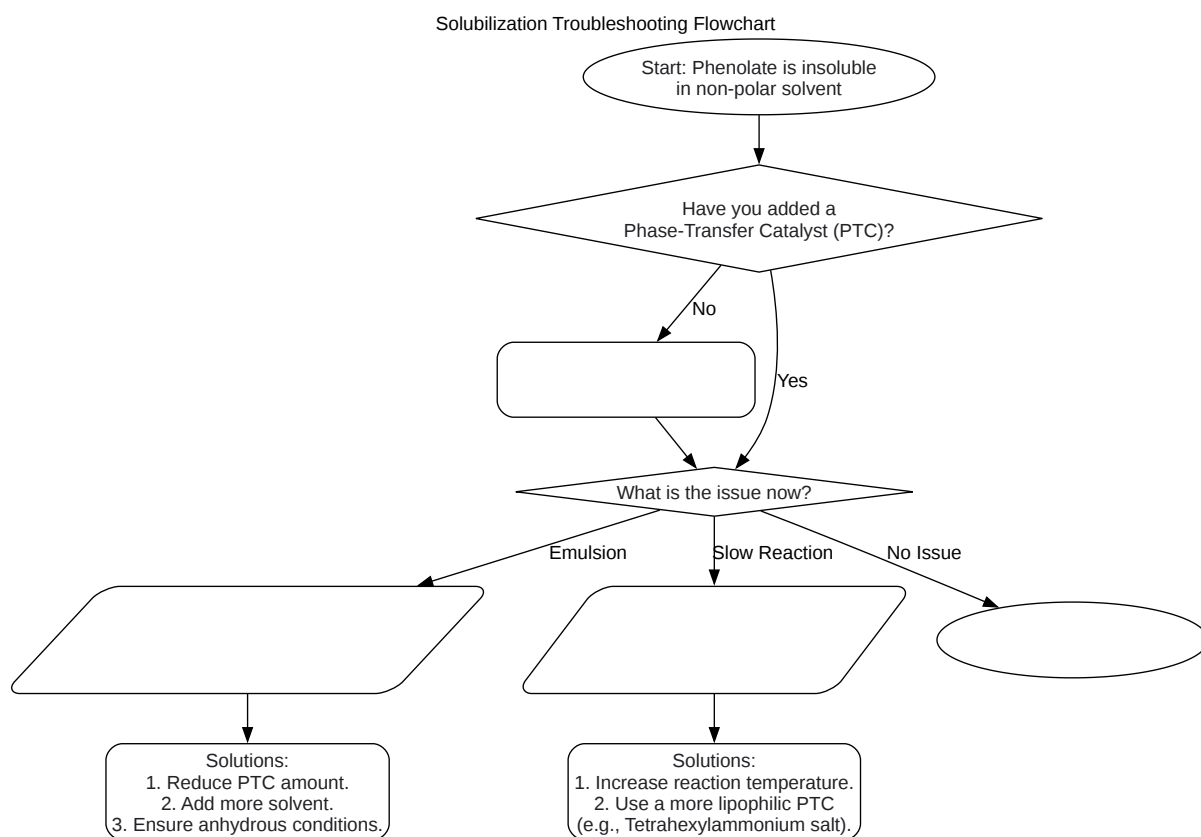 Solubilization Troubleshooting Flowchart
Start: Phenolate is insoluble
in non-polar solvent
Have you added a
Phase-Transfer Catalyst (PTC)?
No
Yes
What is the issue now?
Emulsion
Slow Reaction
No Issue
Solutions:
1. Reduce PTC amount.
2. Add more solvent.
3. Ensure anhydrous conditions.
Solutions:
1. Increase reaction temperature.
2. Use a more lipophilic PTC
(e.g., Tetrahexylammonium salt).